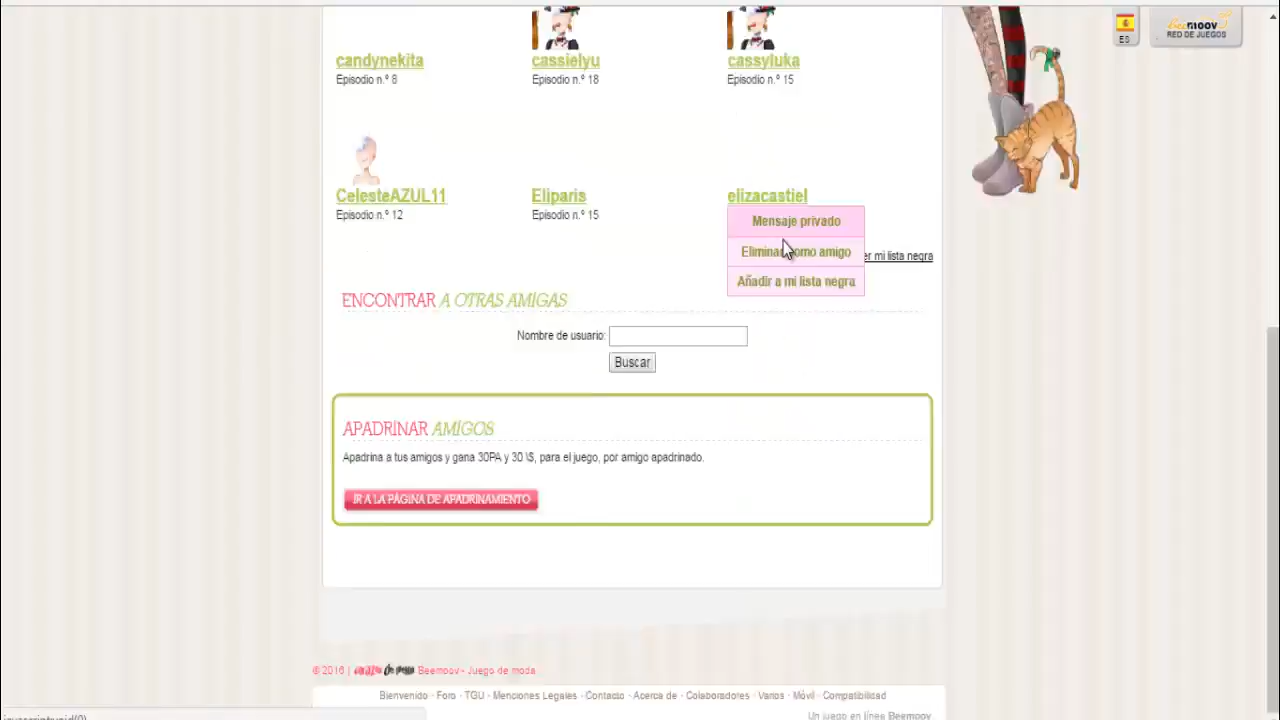 ES
Beemoov
RED DE JUEGOS
candynekita
Episodio n.º 8
cassielyu
Episodio n.º 18
cassyluka
Episodio n.º 15
CelesteAZUL11
Episodio n.º 12
Eliparis
Episodio n.º 15
elizacastiel
Mensaje privado
Eliminar como amigo
Añadir a mi lista negra
er mi lista negra
ENCONTRAR A OTRAS AMIGAS
Nombre de usuario:
Buscar
APADRINAR AMIGOS
Apadrina a tus amigos y gana 30PA y 30 \$, para el juego, por amigo apadrinado.
IR A LA PÁGINA DE APADRINAMIENTO
© 2016 | de Beemoov - Juego de moda
Bienvenido · Foro · TGU · Menciones Legales · Contacto · Acerca de · Colaboradores · Varios · Móvil · Compatibilidad
Un juego en línea Beemoov